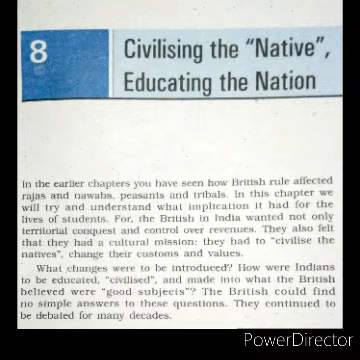 8
Civilising the "Native",
Educating the Nation
In the earlier chapters you have seen how British rule affected
rajas and nawabs, peasants and tribals. In this chapter we
will try and understand what implication it had for the
lives of students. For, the British in India wanted not only
territorial conquest and control over revenues. They also felt
that they had a cultural mission: they had to "civilise the
natives", change their customs and values.
What changes were to be introduced? How were Indians
to be educated, "civilised", and made into what the British
believed were "good subjects"? The British could find
no simple answers to these questions. They continued to
be debated for many decades.
PowerDirector